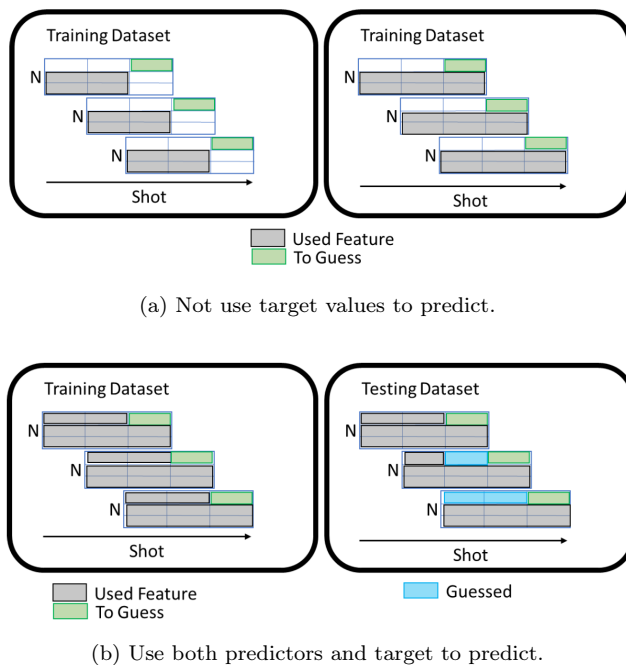 Training Dataset
N
N
N
Shot
Training Dataset
N
N
N
Shot
Used Feature
To Guess
(a) Not use target values to predict.
Training Dataset
N
N
N
Shot
Testing Dataset
N
N
N
Shot
Used Feature
To Guess
Guessed
(b) Use both predictors and target to predict.